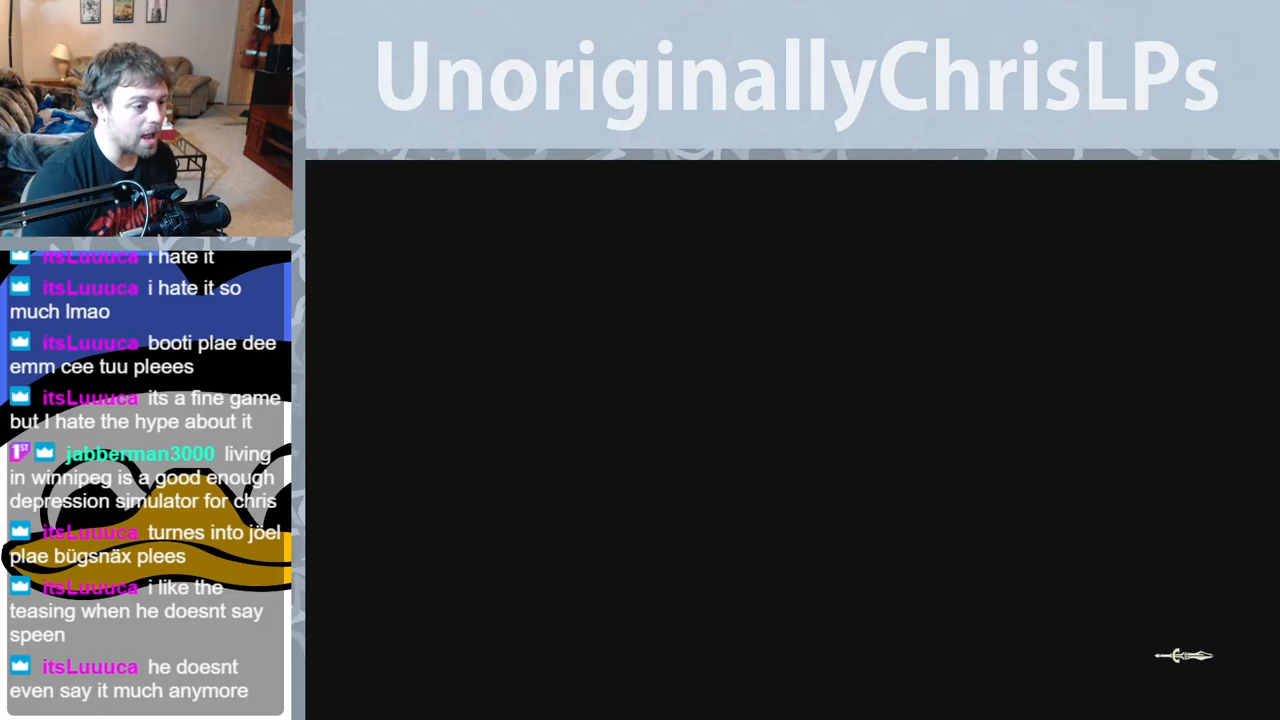 UnoriginallyChrisLPs
itsLuuuca i hate it
itsLuuuca i hate it so
much lmao
itsLuuuca booti plae dee
emm cee tuu pleees
itsLuuuca its a fine game
but I hate the hype about it
1ST jabberman3000 living
in winnipeg is a good enough
depression simulator for chris
itsLuuuca turnes into jöel
plae bügsnäx plees
itsLuuuca i like the
teasing when he doesnt say
speen
itsLuuuca he doesnt
even say it much anymore